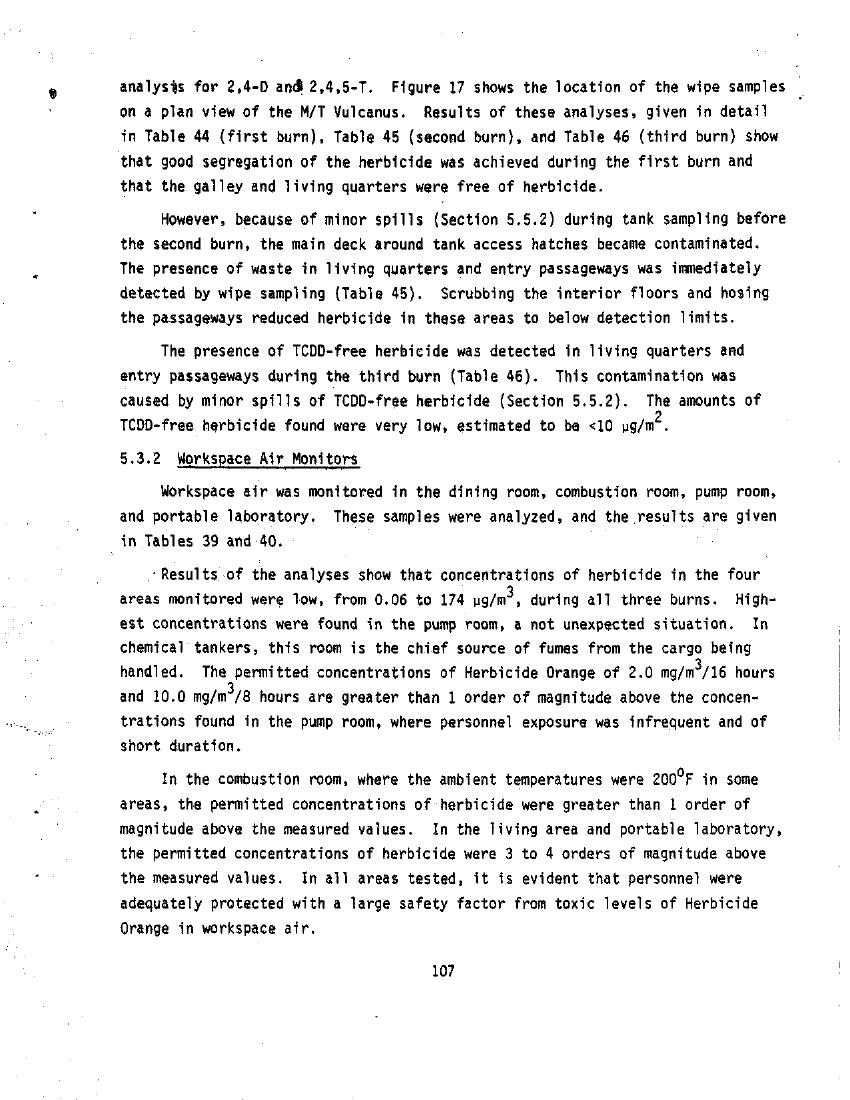 analysis for 2,4-D and 2,4,5-T. Figure 17 shows the location of the wipe samples
on a plan view of the M/T Vulcanus. Results of these analyses, given in detail
in Table 44 (first burn), Table 45 (second burn), and Table 46 (third burn) show
that good segregation of the herbicide was achieved during the first burn and
that the galley and living quarters were free of herbicide.
However, because of minor spills (Section 5.5.2) during tank sampling before
the second burn, the main deck around tank access hatches became contaminated.
The presence of waste in living quarters and entry passageways was immediately
detected by wipe sampling (Table 45). Scrubbing the interior floors and hosing
the passageways reduced herbicide in these areas to below detection limits.
The presence of TCDD-free herbicide was detected in living quarters and
entry passageways during the third burn (Table 46). This contamination was
caused by minor spills of TCDD-free herbicide (Section 5.5.2). The amounts of
TCDD-free herbicide found were very low, estimated to be <10 µg/m².
5.3.2 Workspace Air Monitors
Workspace air was monitored in the dining room, combustion room, pump room,
and portable laboratory. These samples were analyzed, and the results are given
in Tables 39 and 40.
Results of the analyses show that concentrations of herbicide in the four
areas monitored were low, from 0.06 to 174 µg/m³, during all three burns. High-
est concentrations were found in the pump room, a not unexpected situation. In
chemical tankers, this room is the chief source of fumes from the cargo being
handled. The permitted concentrations of Herbicide Orange of 2.0 mg/m³/16 hours
and 10.0 mg/m³/8 hours are greater than 1 order of magnitude above the concen-
trations found in the pump room, where personnel exposure was infrequent and of
short duration.
In the combustion room, where the ambient temperatures were 200⁰F in some
areas, the permitted concentrations of herbicide were greater than 1 order of
magnitude above the measured values. In the living area and portable laboratory,
the permitted concentrations of herbicide were 3 to 4 orders of magnitude above
the measured values. In all areas tested, it is evident that personnel were
adequately protected with a large safety factor from toxic levels of Herbicide
Orange in workspace air.
107